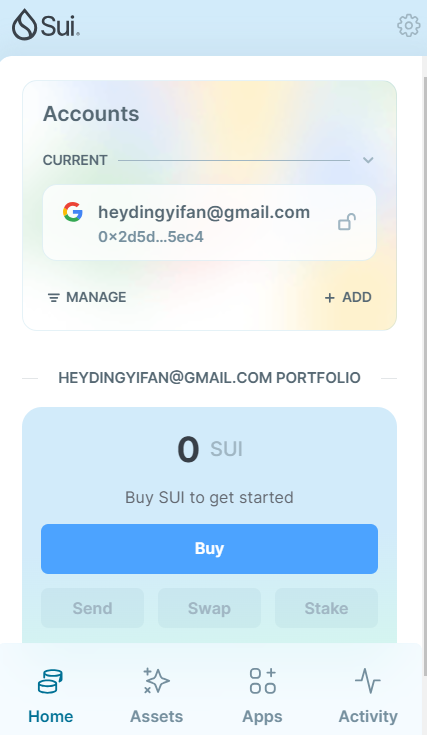 Sui
Accounts
CURRENT
heydingyifan@gmail.com
0×2d5d…5ec4
MANAGE
+ ADD
HEYDINGYIFAN@GMAIL.COM PORTFOLIO
0 SUI
Buy SUI to get started
Buy
Send Swap Stake
Home Assets Apps Activity